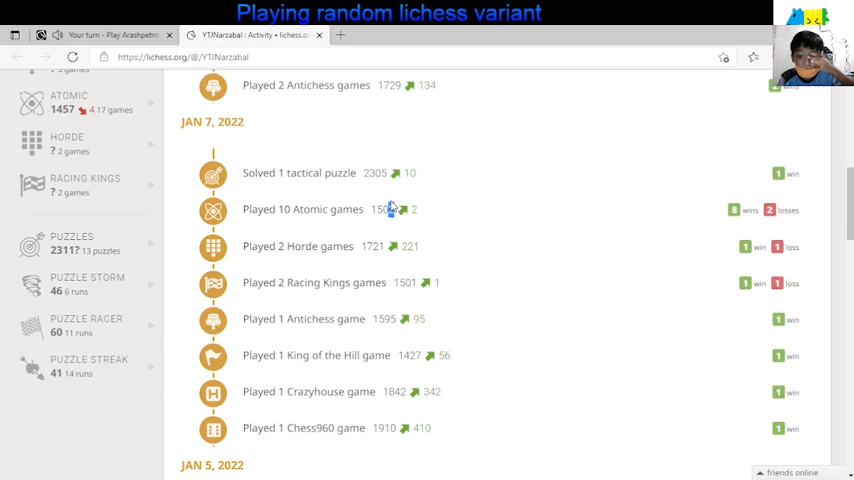 Playing random lichess variant
Your turn - Play Arashpetro
YTJNarzabal : Activity • lichess.or
https://lichess.org/@/YTJNarzabal
ATOMIC
1457 4 17 games
HORDE
? 2 games
RACING KINGS
? 2 games
PUZZLES
2311? 13 puzzles
PUZZLE STORM
46 6 runs
PUZZLE RACER
60 11 runs
PUZZLE STREAK
41 14 runs
Played 2 Antichess games 1729 134
wins
JAN 7, 2022
Solved 1 tactical puzzle 2305 10
1 win
Played 10 Atomic games 2
8 wins 2 losses
Played 2 Horde games 1721 221
1 win 1 loss
Played 2 Racing Kings games 1501 1
1 win 1 loss
Played 1 Antichess game 1595 95
1 win
Played 1 King of the Hill game 1427 56
1 win
Played 1 Crazyhouse game 1842 342
1 win
Played 1 Chess960 game 1910 410
1 win
JAN 5, 2022
friends online